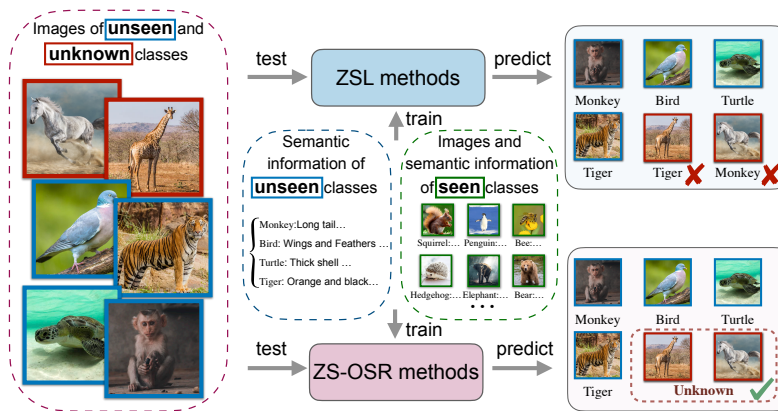 Images of unseen and
unknown classes
test
ZSL methods
predict
train
Semantic
information of
unseen classes
Monkey:Long tail…
Bird: Wings and Feathers …
Turtle: Thick shell …
Tiger: Orange and black…
Images and
semantic information
of seen classes
Squirrel:… Penguin:… Bee:…
Hedgehog:… Elephant:… Bear:…
• • •
train
test
ZS-OSR methods
predict
Monkey Bird Turtle
Tiger Tiger Monkey
Monkey Bird Turtle
Tiger Unknown